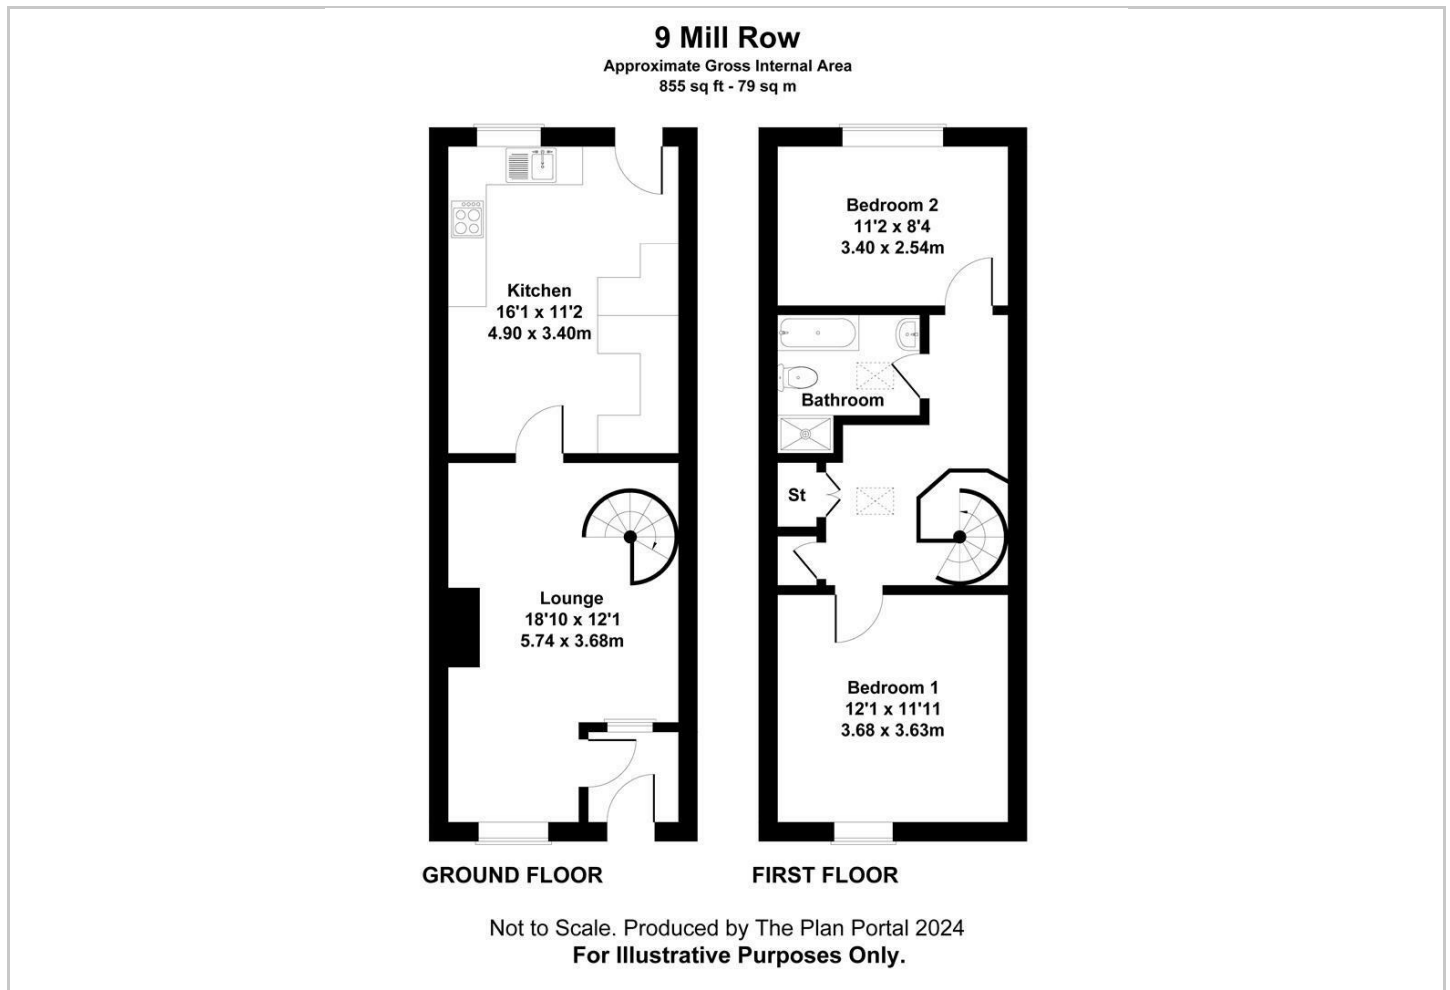 9 Mill Row
Approximate Gross Internal Area
855 sq ft - 79 sq m
Kitchen
16'1 x 11'2
4.90 x 3.40m
Lounge
18'10 x 12'1
5.74 x 3.68m
GROUND FLOOR
Bedroom 2
11'2 x 8'4
3.40 x 2.54m
Bathroom
St
Bedroom 1
12'1 x 11'11
3.68 x 3.63m
FIRST FLOOR
Not to Scale. Produced by The Plan Portal 2024
For Illustrative Purposes Only.